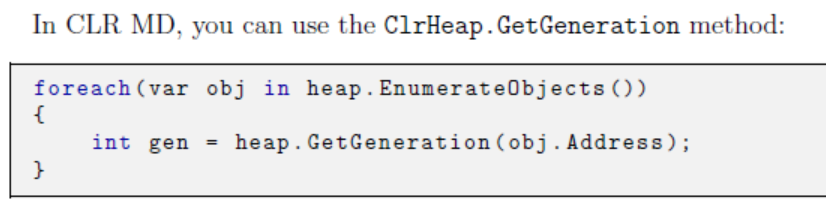 In CLR MD, you can use the ClrHeap.GetGeneration method:
foreach(var obj in heap.EnumerateObjects())
{
    int gen = heap.GetGeneration(obj.Address);
}